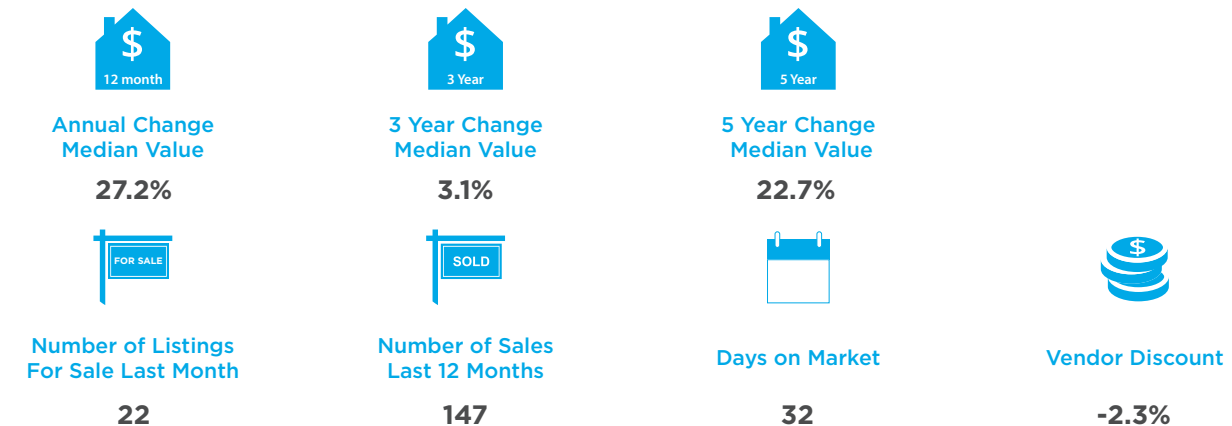 $
12 month
$
3 Year
$
5 Year
Annual Change
Median Value
27.2%
3 Year Change
Median Value
3.1%
5 Year Change
Median Value
22.7%
FOR SALE
SOLD
$
Number of Listings
For Sale Last Month
22
Number of Sales
Last 12 Months
147
Days on Market
32
Vendor Discount
-2.3%